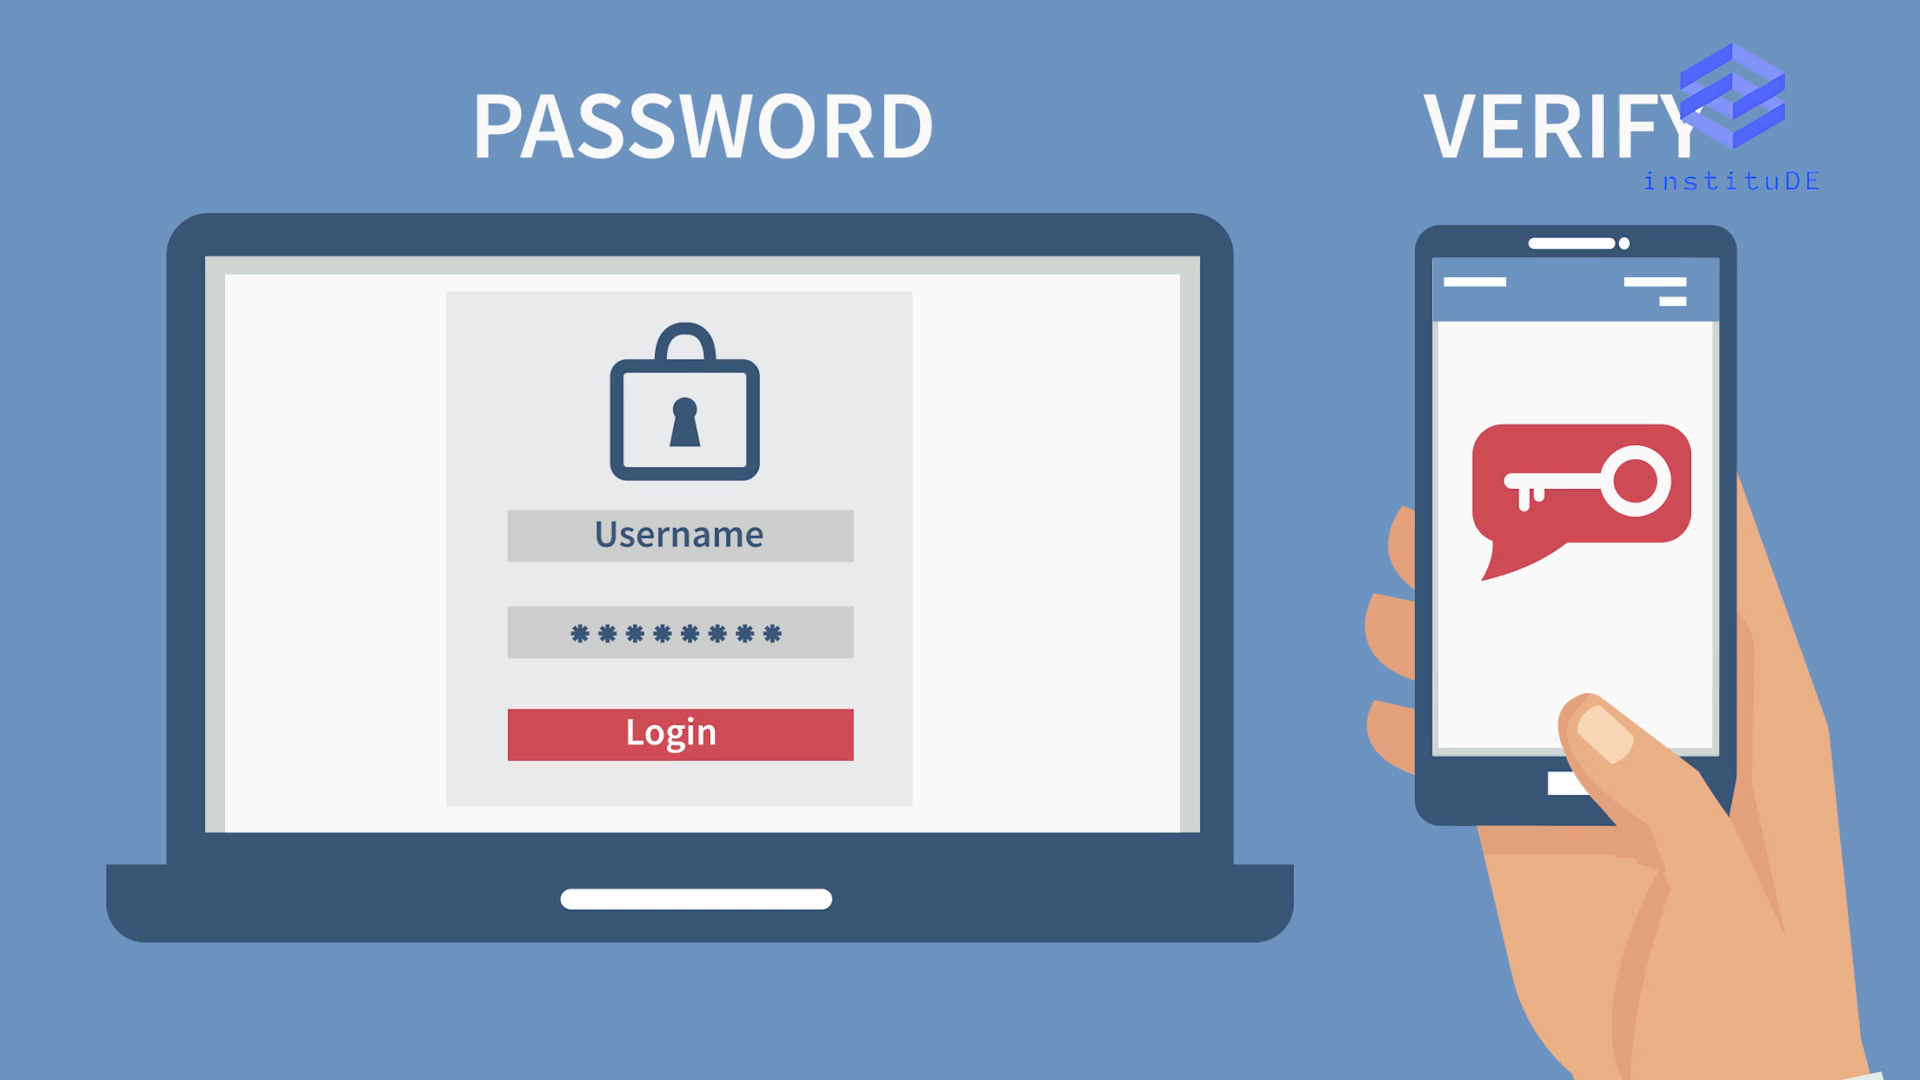 PASSWORD
VERIFY
instituDE
Username
********
Login